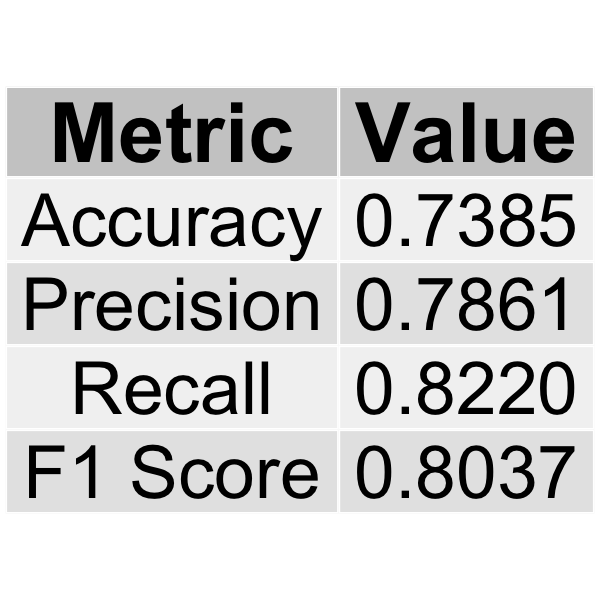 Metric Value
Accuracy 0.7385
Precision 0.7861
Recall 0.8220
F1 Score 0.8037